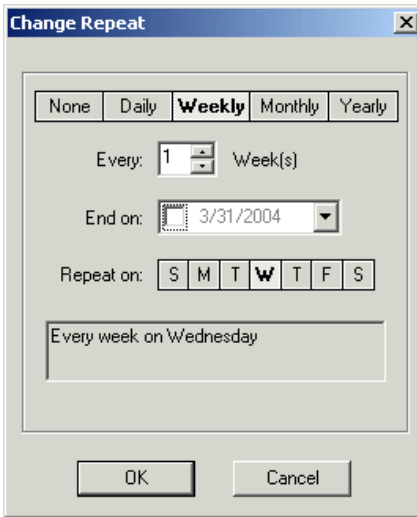 Change Repeat
None Daily Weekly Monthly Yearly
Every: 1 Week(s)
End on: 3/31/2004
Repeat on: S M T W T F S
Every week on Wednesday
OK Cancel